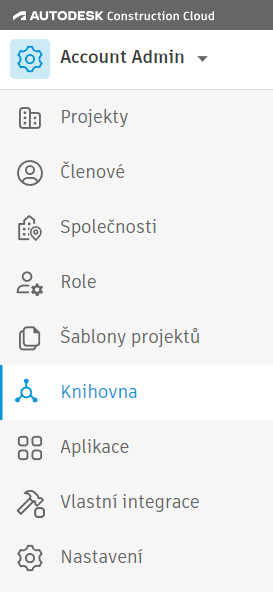 AUTODESK Construction Cloud
Account Admin
Projekty
Členové
Společnosti
Role
Šablony projektů
Knihovna
Aplikace
Vlastní integrace
Nastavení